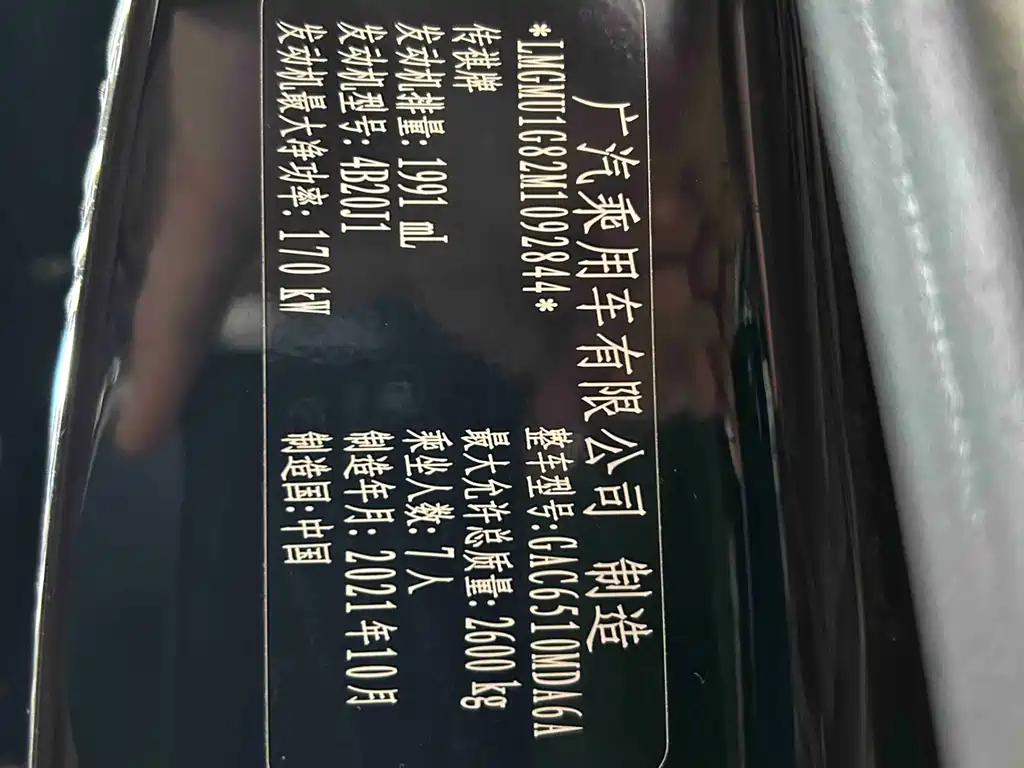 广汽乘用车有限公司 制造
*LMGMU1G82M1092844* 整车型号:GAC6510MDA6A
传祺牌 最大允许总质量:2600 kg
发动机排量:1991 mL 乘坐人数:7人
发动机型号:4B20J1 制造年月:2021年10月
发动机最大净功率:170 kW 制造国:中国